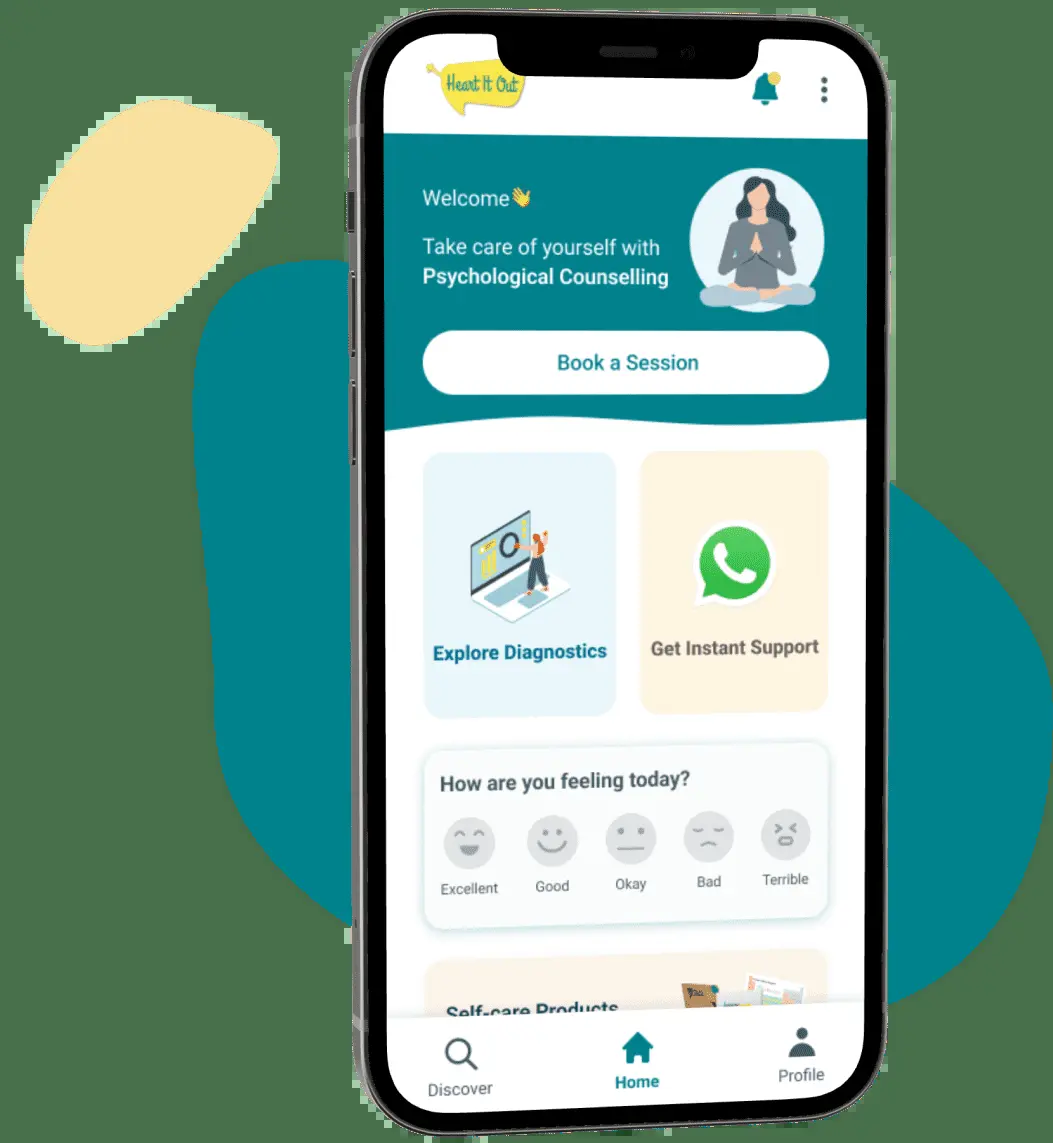 Heart It Out
Welcome👋
Take care of yourself with
Psychological Counselling
Book a Session
Explore Diagnostics
Get Instant Support
How are you feeling today?
Excellent
Good
Okay
Bad
Terrible
Self-care Products
Discover
Home
Profile